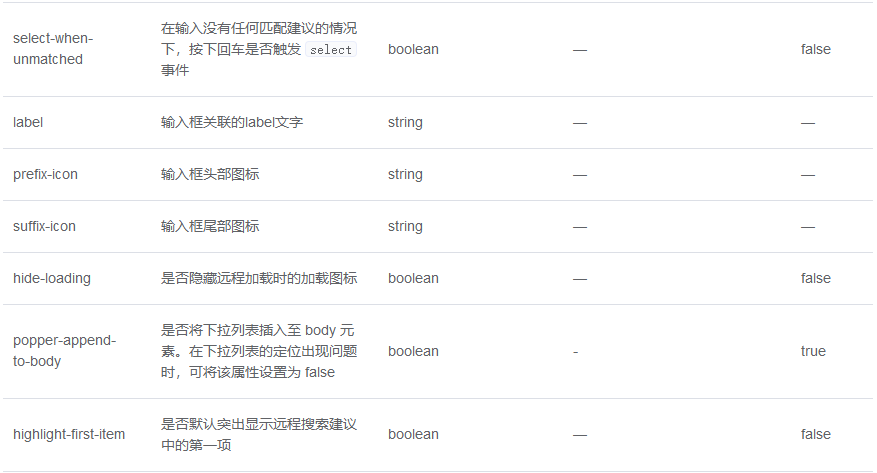 select-when-
unmatched
在输入没有任何匹配建议的情况
下，按下回车是否触发 select
事件
boolean
—
false
label
输入框关联的label文字
string
—
—
prefix-icon
输入框头部图标
string
—
—
suffix-icon
输入框尾部图标
string
—
—
hide-loading
是否隐藏远程加载时的加载图标
boolean
—
false
popper-append-
to-body
是否将下拉列表插入至 body 元
素。在下拉列表的定位出现问题
时，可将该属性设置为 false
boolean
-
true
highlight-first-item
是否默认突出显示远程搜索建议
中的第一项
boolean
—
false